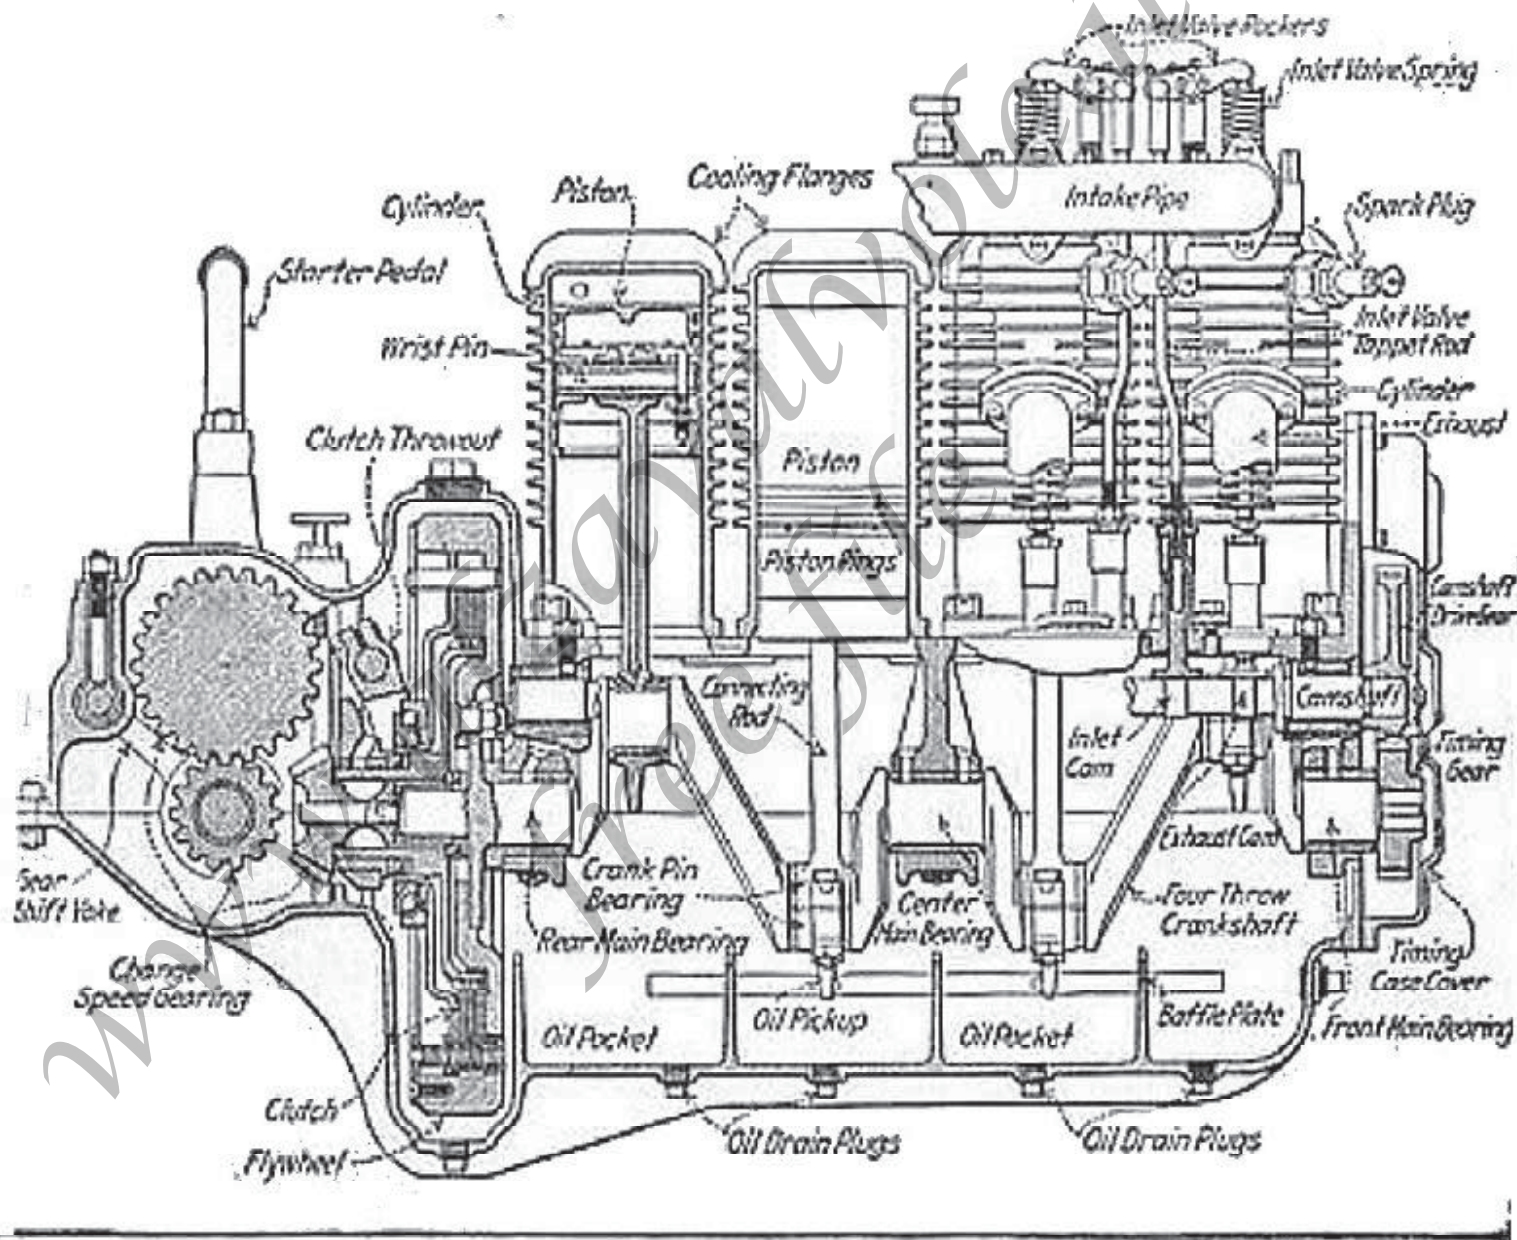 Inlet Valve Rockers
Inlet Valve Spring
Cooling Flanges
Piston
Cylinder
Intake Pipe
Spark Plug
Starter Pedal
Inlet Valve
Tappet Rod
Wrist Pin
Cylinder
Exhaust
Clutch Throwout
Piston
Piston Rings
Camshaft
Drive Gear
Connecting
Rod
Camshaft
Inlet
Cam
Timing
Gear
Exhaust Cam
Crank Pin
Bearing
Gear
Shift Yoke
Center
Main Bearing
Four Throw
Crankshaft
Rear Main Bearing
Change
Speed Gearing
Timing
Case Cover
Oil Pocket
Oil Pickup
Oil Pocket
Baffle Plate
Front Main Bearing
Clutch
Flywheel
Oil Drain Plugs
Oil Drain Plugs
free file